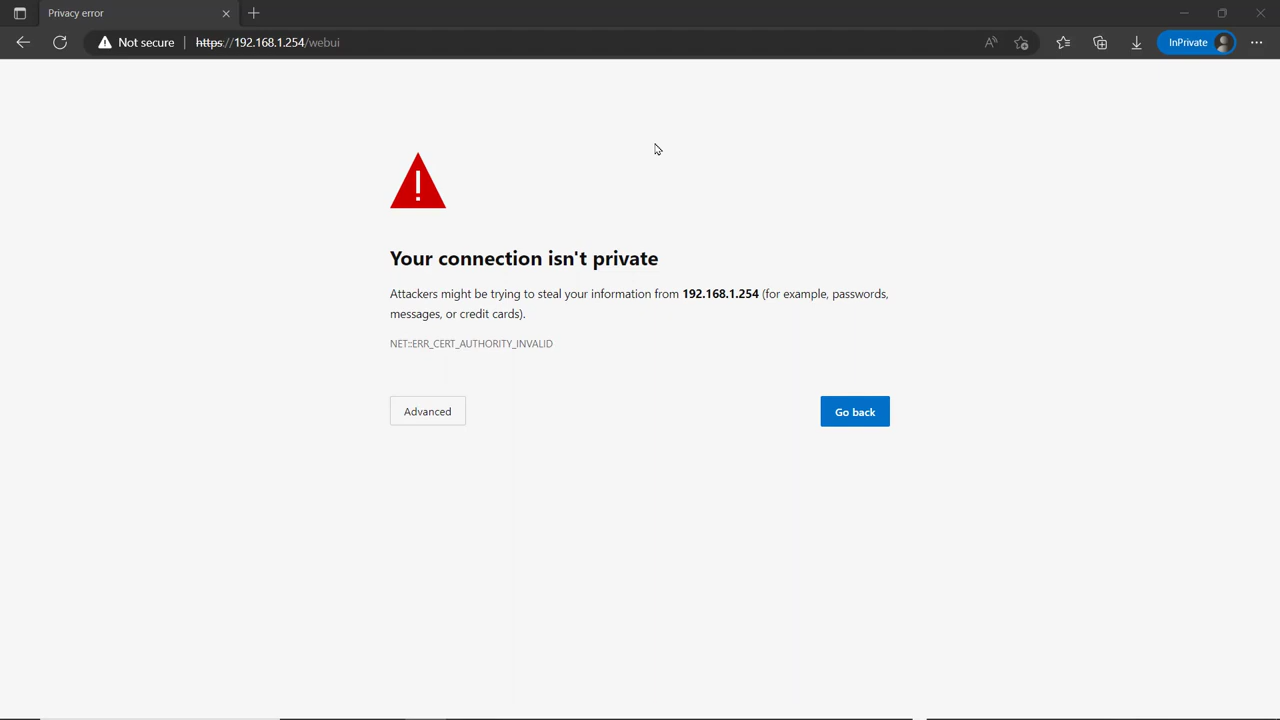 Privacy error
Not secure
https://192.168.1.254/webui
InPrivate
!
Your connection isn't private
Attackers might be trying to steal your information from 192.168.1.254 (for example, passwords,
messages, or credit cards).
NET::ERR_CERT_AUTHORITY_INVALID
Advanced
Go back